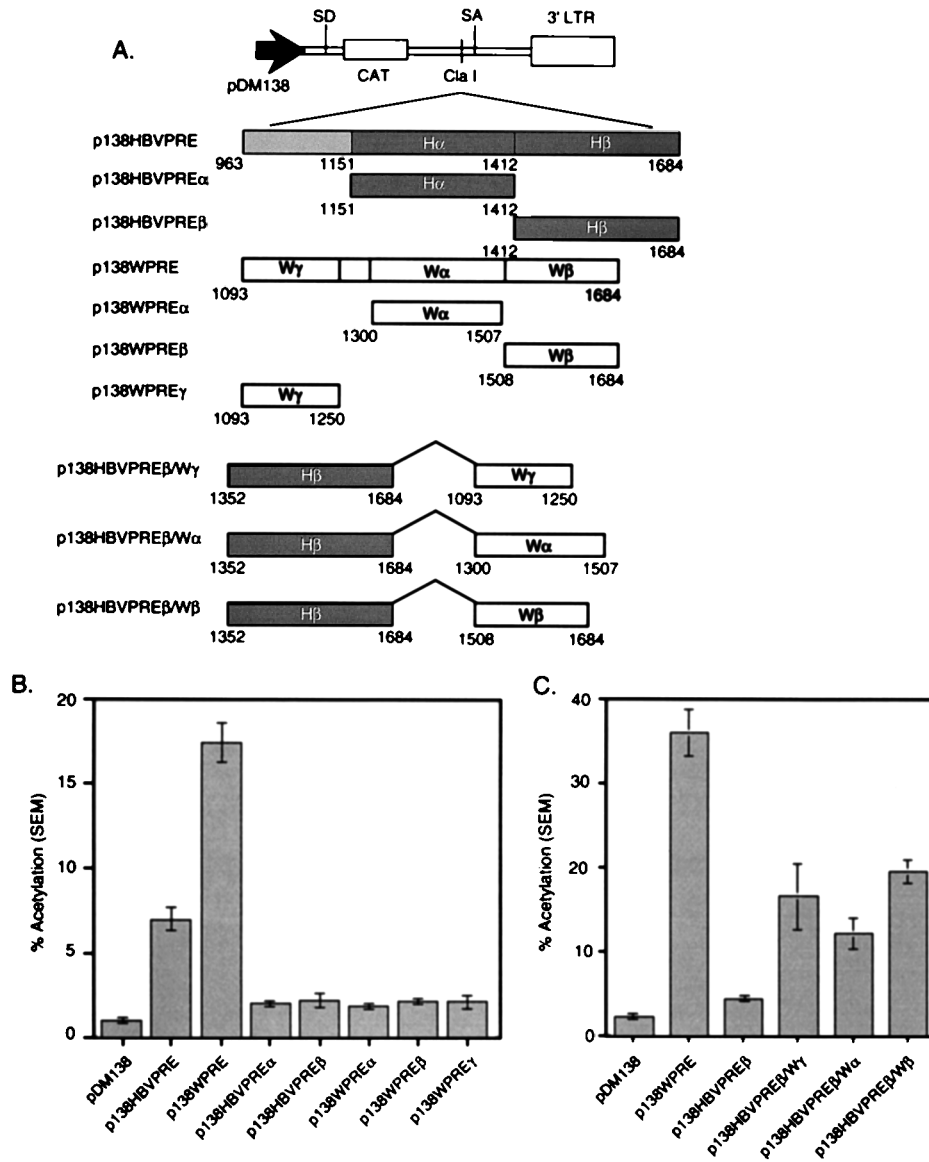 A.
SD SA 3' LTR
pDM138 CAT Cla I
p138HBVPRE Hα Hβ
963 1151 1412 1684
p138HBVPREα Hα
1151 1412
p138HBVPREβ Hβ
1412 1684
p138WPRE Wγ Wα Wβ
1093 1684
p138WPREα Wα
1300 1507
p138WPREβ Wβ
1508 1684
p138WPREγ Wγ
1093 1250
p138HBVPREβ/Wγ Hβ Wγ
1352 1684 1093 1250
p138HBVPREβ/Wα Hβ Wα
1352 1684 1300 1507
p138HBVPREβ/Wβ Hβ Wβ
1352 1684 1508 1684
B.
% Acetylation (SEM)
20
15
10
5
0
pDM138
p138HBVPRE
p138WPRE
p138HBVPREα
p138HBVPREβ
p138WPREα
p138WPREβ
p138WPREγ
C.
% Acetylation (SEM)
40
30
20
10
0
pDM138
p138WPRE
p138HBVPREβ
p138HBVPREβ/Wγ
p138HBVPREβ/Wα
p138HBVPREβ/Wβ